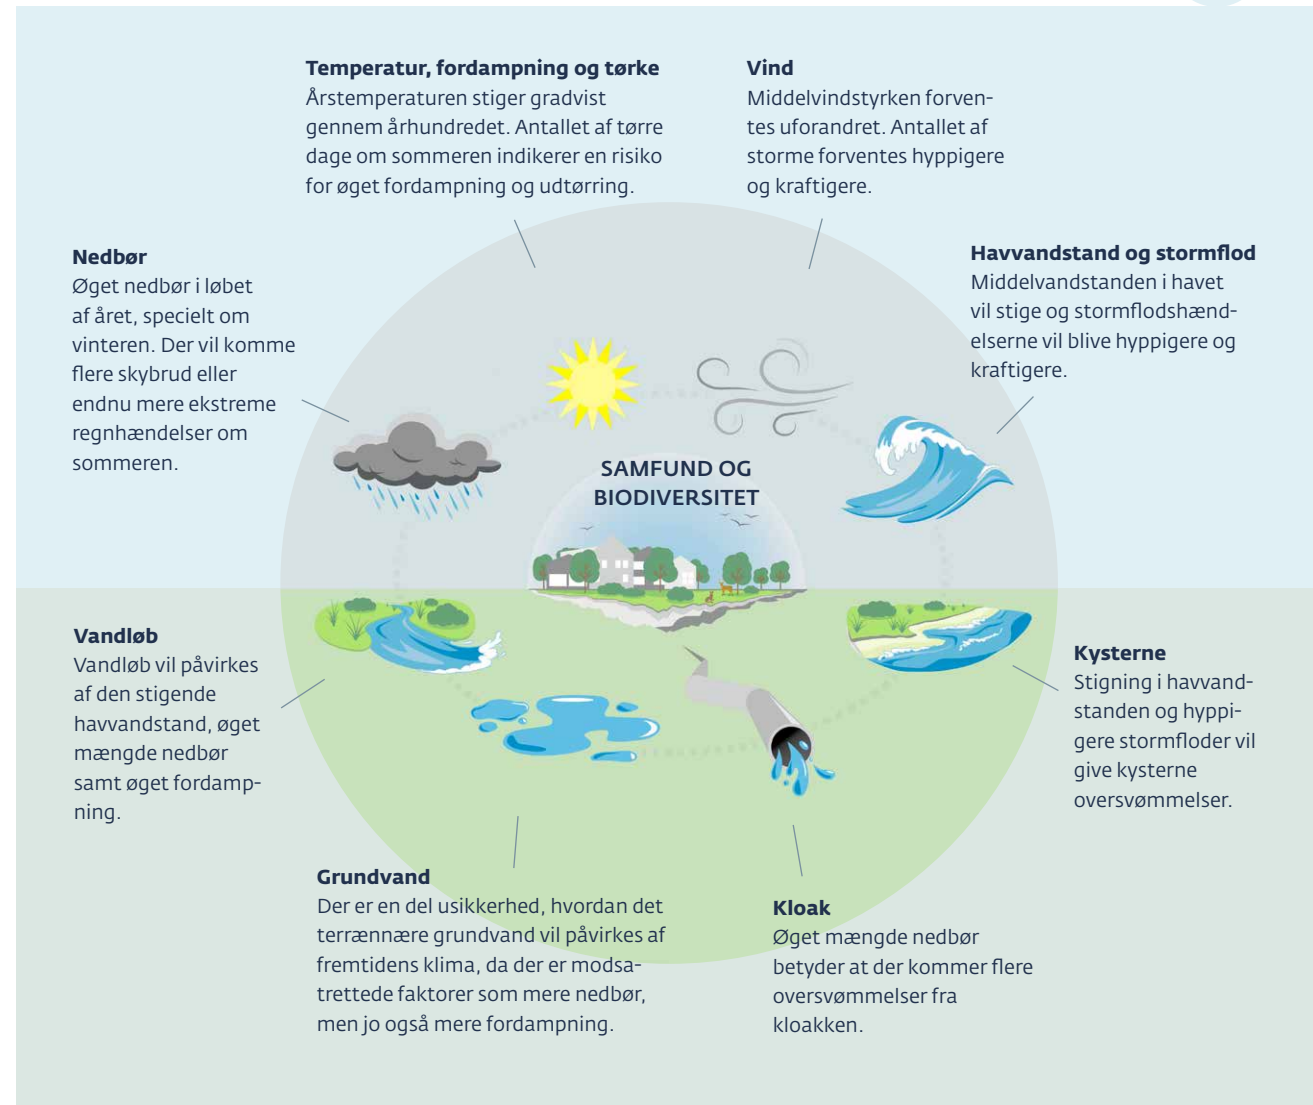 Temperatur, fordampning og tørke
Årstemperaturen stiger gradvist
gennem århundredet. Antallet af tørre
dage om sommeren indikerer en risiko
for øget fordampning og udtørring.
Vind
Middelvindstyrken forven-
tes uforandret. Antallet af
storme forventes hyppigere
og kraftigere.
Nedbør
Øget nedbør i løbet
af året, specielt om
vinteren. Der vil komme
flere skybrud eller
endnu mere ekstreme
regnhændelser om
sommeren.
Havvandstand og stormflod
Middelvandstanden i havet
vil stige og stormflodshænd-
elserne vil blive hyppigere og
kraftigere.
SAMFUND OG
BIODIVERSITET
Vandløb
Vandløb vil påvirkes
af den stigende
havvandstand, øget
mængde nedbør
samt øget fordamp-
ning.
Kysterne
Stigning i havvand-
standen og hyppi-
gere stormfloder vil
give kysterne
oversvømmelser.
Grundvand
Der er en del usikkerhed, hvordan det
terrænnære grundvand vil påvirkes af
fremtidens klima, da der er modsa-
trettede faktorer som mere nedbør,
men jo også mere fordampning.
Kloak
Øget mængde nedbør
betyder at der kommer flere
oversvømmelser fra
kloakken.